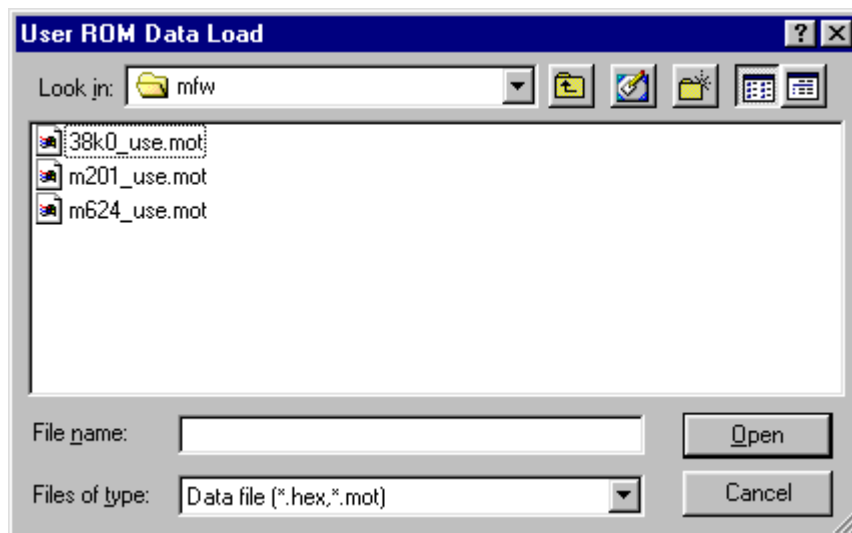 User ROM Data Load
Look in: mfw
38k0_use.mot
m201_use.mot
m624_use.mot
File name:
Open
Files of type: Data file (*.hex,*.mot)
Cancel